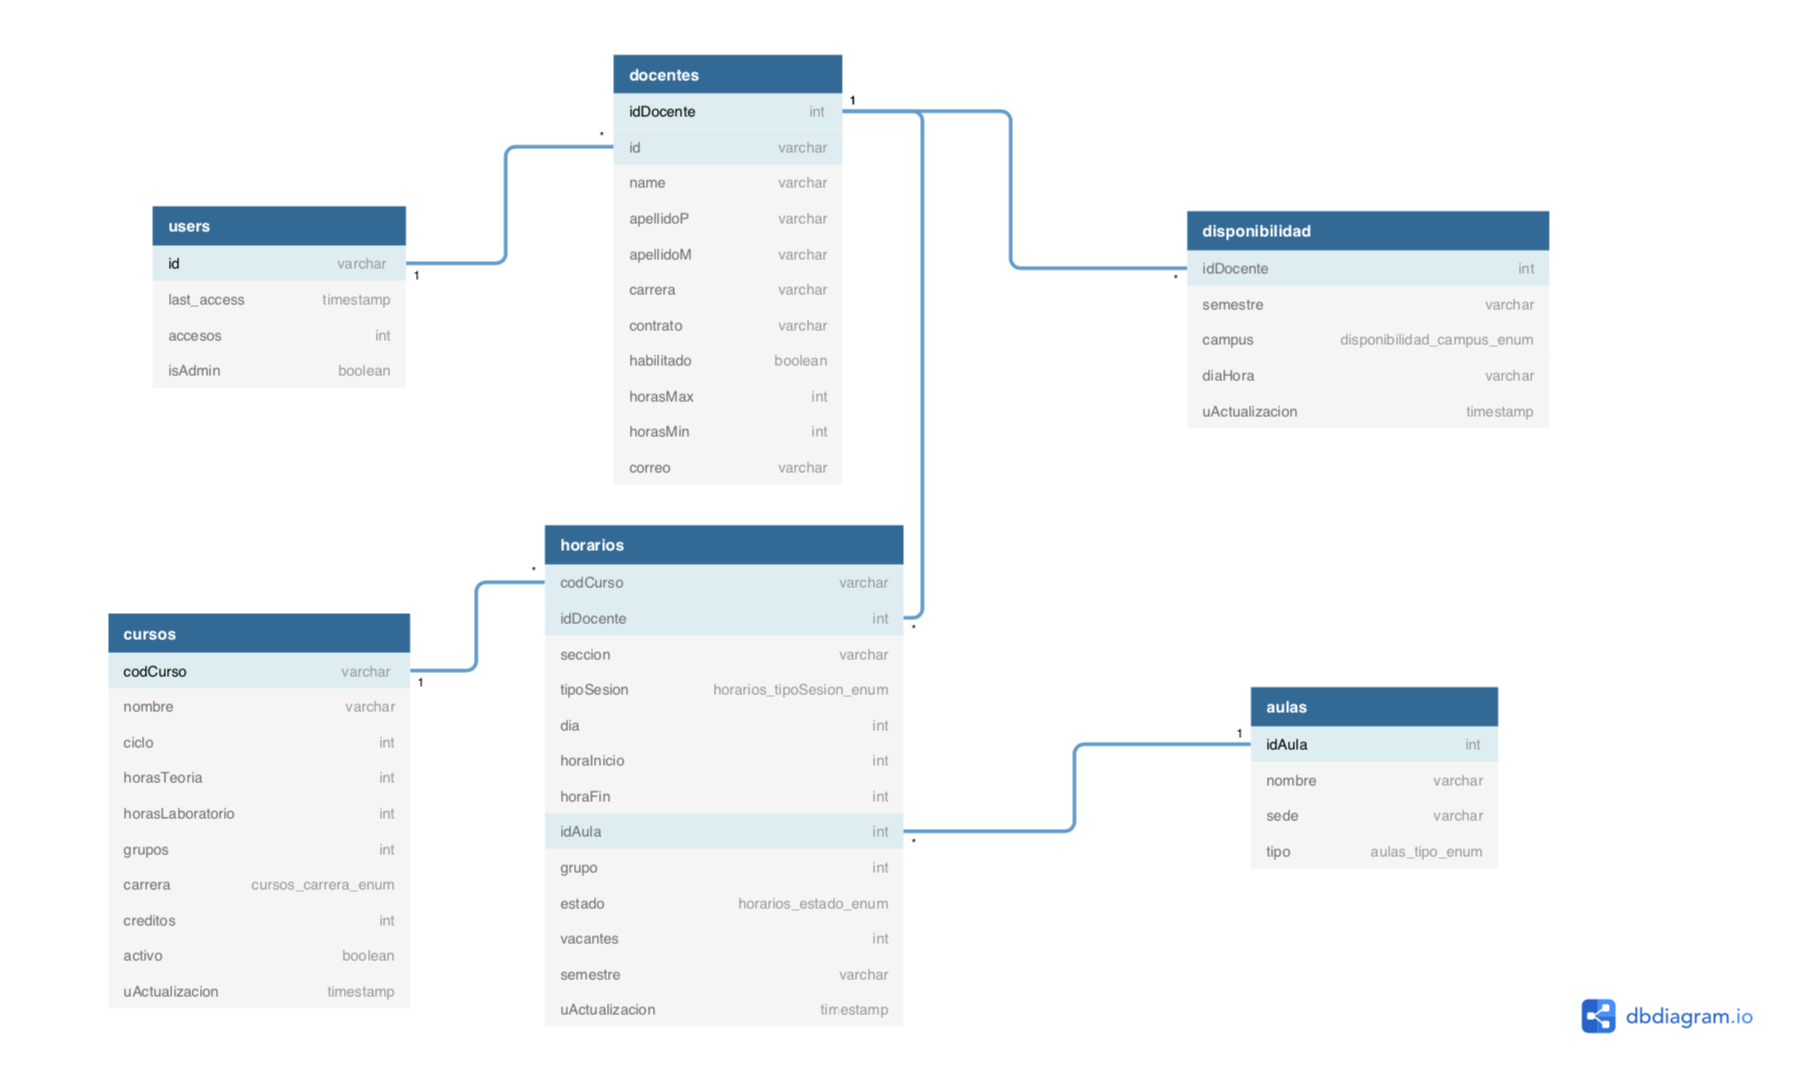 docentes
idDocente int
id varchar
name varchar
apellidoP varchar
apellidoM varchar
carrera varchar
contrato varchar
habilitado boolean
horasMax int
horasMin int
correo varchar
1
*
users
id varchar
last_access timestamp
accesos int
isAdmin boolean
1
disponibilidad
idDocente int
semestre varchar
campus disponibilidad_campus_enum
diaHora varchar
uActualizacion timestamp
*
horarios
codCurso varchar
idDocente int
seccion varchar
tipoSesion horarios_tipoSesion_enum
dia int
horaInicio int
horaFin int
idAula int
grupo int
estado horarios_estado_enum
vacantes int
semestre varchar
uActualizacion timestamp
*
*
*
cursos
codCurso varchar
nombre varchar
ciclo int
horasTeoria int
horasLaboratorio int
grupos int
carrera cursos_carrera_enum
creditos int
activo boolean
uActualizacion timestamp
1
aulas
idAula int
nombre varchar
sede varchar
tipo aulas_tipo_enum
1
dbdiagram.io